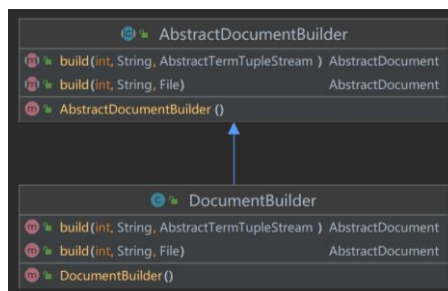 AbstractDocumentBuilder
build(int, String, AbstractTermTupleStream ) AbstractDocument
build(int, String, File) AbstractDocument
AbstractDocumentBuilder ()
DocumentBuilder
build(int, String, AbstractTermTupleStream ) AbstractDocument
build(int, String, File) AbstractDocument
DocumentBuilder()